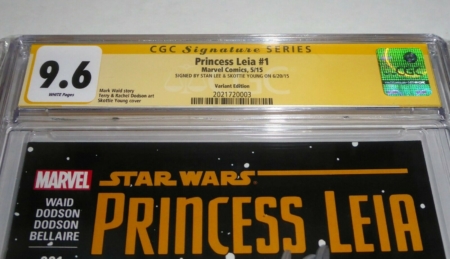 CGC Signature SERIES
9.6
WHITE Pages
Princess Leia #1
Marvel Comics, 5/15
SIGNED BY STAN LEE & SKOTTIE YOUNG ON 6/20/15
Variant Edition
2021720003
Mark Waid story
Terry & Rachel Dodson art
Skottie Young cover
CGC
MARVEL
STAR WARS
WAID
DODSON
DODSON
BELLAIRE
PRINCESS LEIA